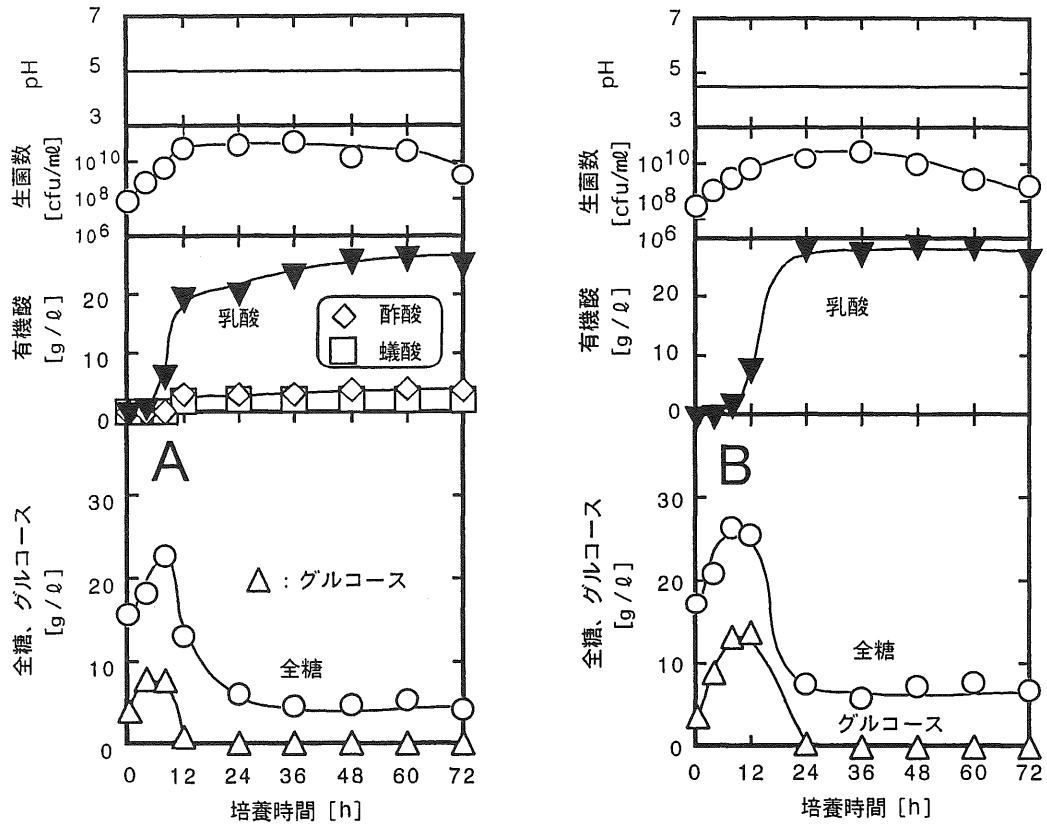 7
5
3
pH
10¹⁰
10⁸
10⁶
生菌数
[cfu/mℓ]
20
10
0
有機酸
[g/ℓ]
乳酸
酢酸
蟻酸
A
30
20
10
0
全糖、グルコース
[g/ℓ]
: グルコース
全糖
0 12 24 36 48 60 72
培養時間 [h]
7
5
3
pH
10¹⁰
10⁸
10⁶
生菌数
[cfu/mℓ]
20
10
0
有機酸
[g/ℓ]
乳酸
B
30
20
10
0
全糖、グルコース
[g/ℓ]
全糖
グルコース
0 12 24 36 48 60 72
培養時間 [h]